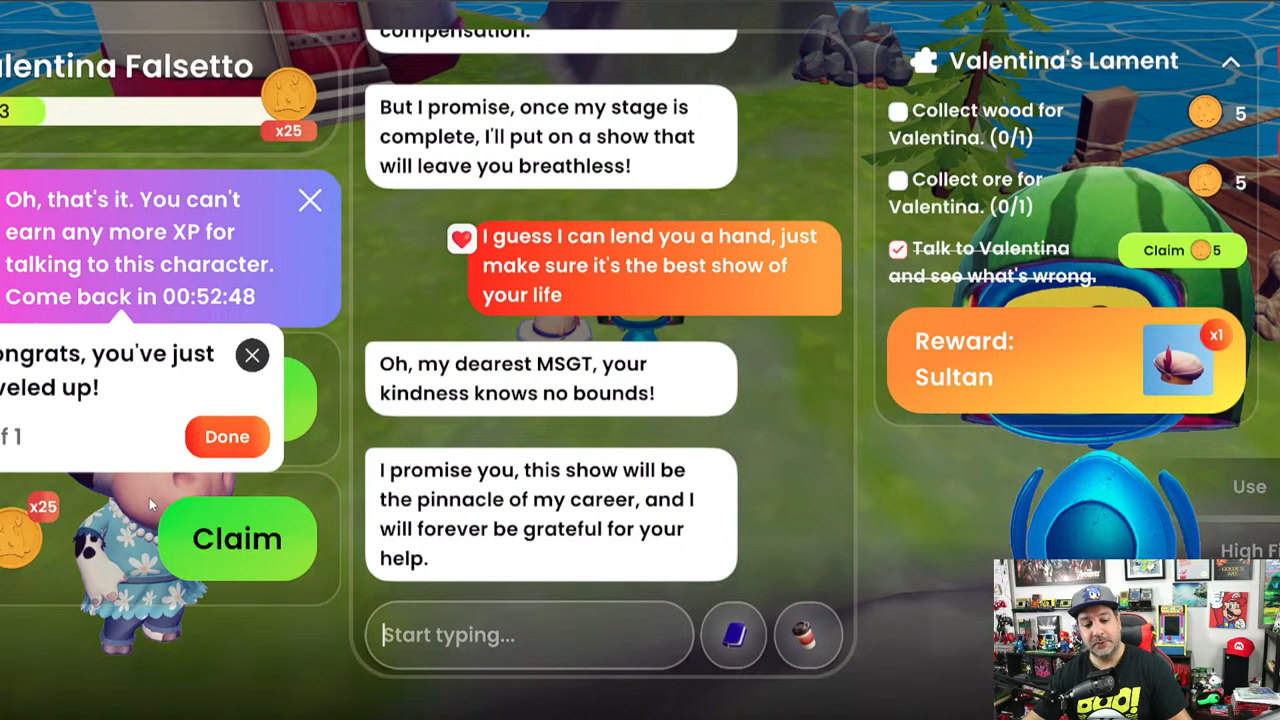 alentina Falsetto
3
x25
Oh, that's it. You can't
earn any more XP for
talking to this character.
Come back in 00:52:48
ongrats, you've just
veled up!
f 1
Done
x25
Claim
compensation.
But I promise, once my stage is
complete, I'll put on a show that
will leave you breathless!
I guess I can lend you a hand, just
make sure it's the best show of
your life
Oh, my dearest MSGT, your
kindness knows no bounds!
I promise you, this show will be
the pinnacle of my career, and I
will forever be grateful for your
help.
Start typing...
Valentina's Lament
Collect wood for
Valentina. (0/1)
5
Collect ore for
Valentina. (0/1)
5
Talk to Valentina
and see what's wrong.
Claim 5
Reward:
Sultan
x1
Use
High Fi